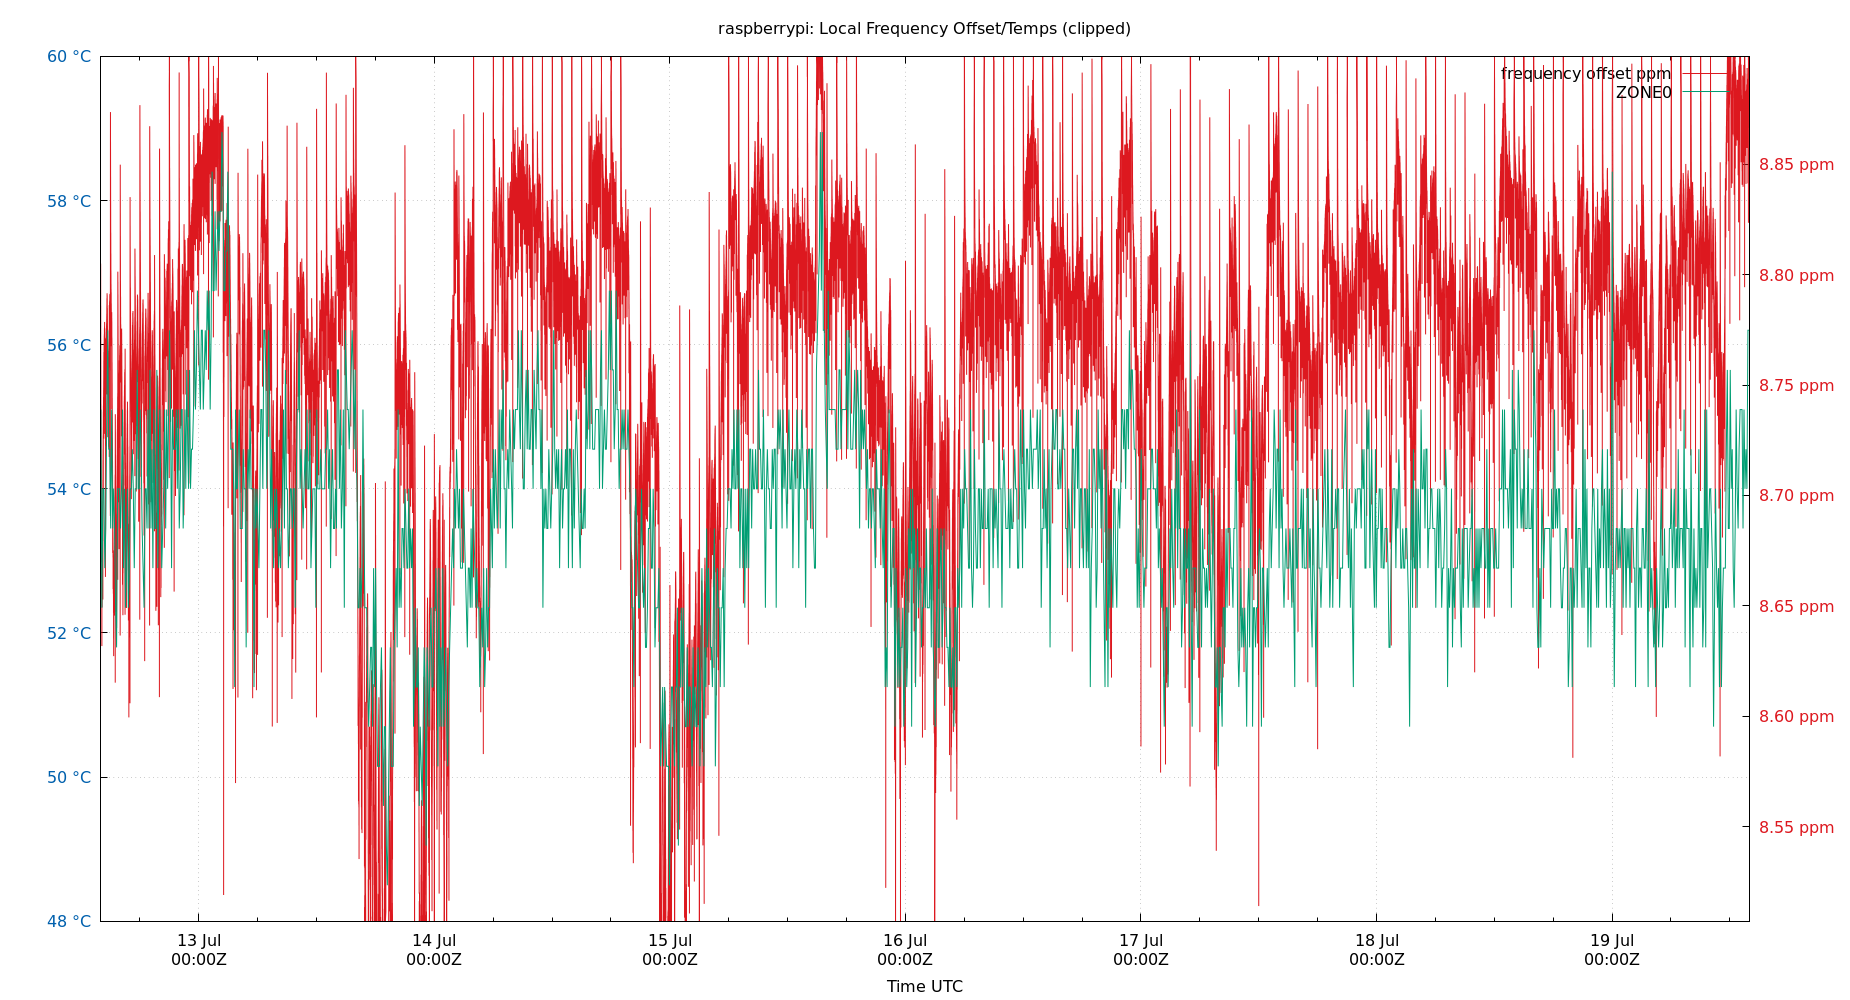 raspberrypi: Local Frequency Offset/Temps (clipped)
60 °C
58 °C
56 °C
54 °C
52 °C
50 °C
48 °C
frequency offset ppm
ZONE0
8.85 ppm
8.80 ppm
8.75 ppm
8.70 ppm
8.65 ppm
8.60 ppm
8.55 ppm
13 Jul
00:00Z
14 Jul
00:00Z
15 Jul
00:00Z
16 Jul
00:00Z
17 Jul
00:00Z
18 Jul
00:00Z
19 Jul
00:00Z
Time UTC